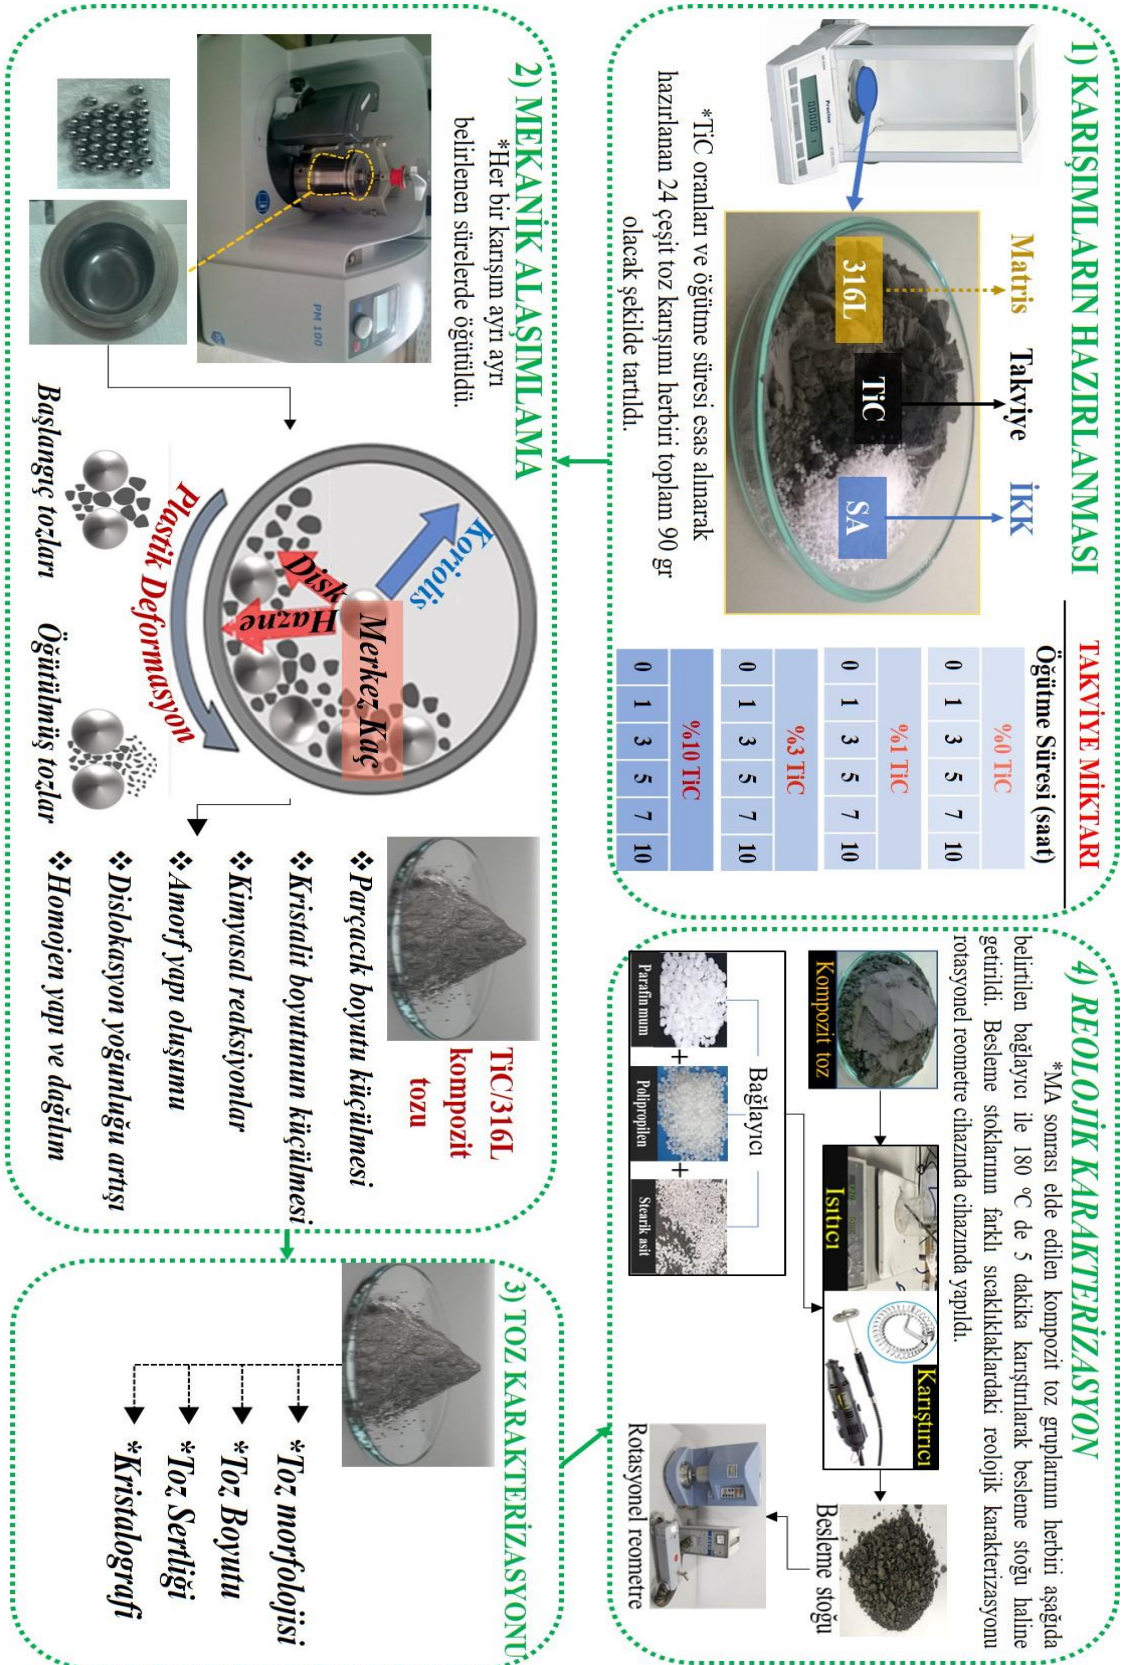 1) KARIŞIMLARIN HAZIRLANMASI
Matris
Takviye
İKK
316L
TiC
SA
*TiC oranları ve öğütme süresi esas alınarak
hazırlanan 24 çeşit toz karışımı herbiri toplam 90 gr
olacak şekilde tartıldı.
TAKVİYE MİKTARI
Öğütme Süresi (saat)
%0 TiC
0 1 3 5 7 10
%1 TiC
0 1 3 5 7 10
%3 TiC
0 1 3 5 7 10
%10 TiC
0 1 3 5 7 10
2) MEKANİK ALAŞIMLAMA
*Her bir karışım ayrı ayrı
belirlenen sürelerde öğütüldü.
PM 100
Koriolis
Merkez Kaç
Disk
Hazne
Plastik Deformasyon
Başlangıç tozları
Öğütülmüş tozlar
TiC/316L
kompozit
tozu
❖Parçacık boyutu küçülmesi
❖Kristalit boyutunun küçülmesi
❖Kimyasal reaksiyonlar
❖Amorf yapı oluşumu
❖Dislokasyon yoğunluğu artışı
❖Homojen yapı ve dağılım
3) TOZ KARAKTERİZASYONU
*Toz morfolojisi
*Toz Boyutu
*Toz Sertliği
*Kristalografi
4) REOLOJİK KARAKTERİZASYON
*MA sonrası elde edilen kompozit toz gruplarının herbiri aşağıda
belirtilen bağlayıcı ile 180 ºC de 5 dakika karıştırılarak besleme stoğu haline
getirildi. Besleme stoklarının farklı sıcaklıklaklardaki reolojik karakterizasyonu
rotasyonel reometre cihazında cihazında yapıldı.
Kompozit toz
Isıtıcı
Karıştırıcı
Besleme stoğu
Bağlayıcı
Parafin mum
+
Polipropilen
+
Stearik asit
Rotasyonel reometre